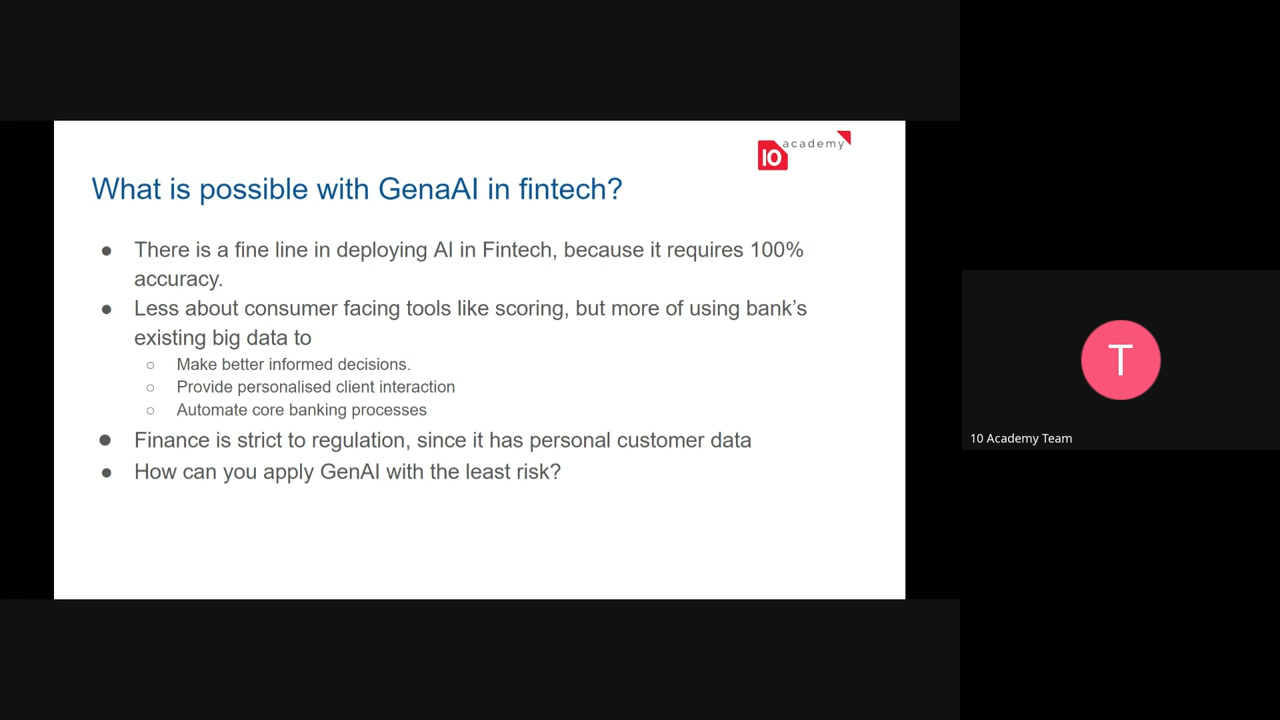 10 academy
What is possible with GenaAI in fintech?
● There is a fine line in deploying AI in Fintech, because it requires 100%
accuracy.
● Less about consumer facing tools like scoring, but more of using bank's
existing big data to
○ Make better informed decisions.
○ Provide personalised client interaction
○ Automate core banking processes
● Finance is strict to regulation, since it has personal customer data
● How can you apply GenAI with the least risk?
T
10 Academy Team